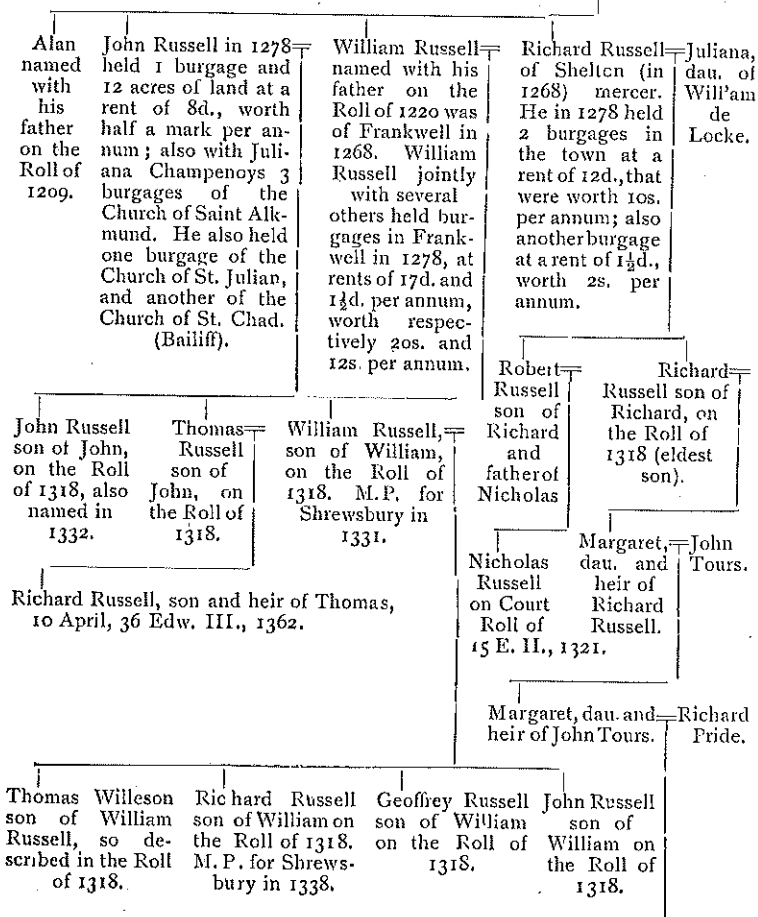 Alan
named
with
his
father
on the
Roll of
1209.
John Russell in 1278
held 1 burgage and
12 acres of land at a
rent of 8d., worth
half a mark per an-
num; also with Juli-
ana Champenoys 3
burgages of the
Church of Saint Alk-
mund. He also held
one burgage of the
Church of St. Julian,
and another of the
Church of St. Chad.
(Bailiff).
William Russell
named with his
father on the
Roll of 1220 was
of Frankwell in
1268. William
Russell jointly
with several
others held bur-
gages in Frank-
well in 1278, at
rents of 17d. and
1½d. per annum,
worth respec-
tively 20s. and
12s. per annum.
Richard Russell
of Shelton (in
1268) mercer.
He in 1278 held
2 burgages in
the town at a
rent of 12d., that
were worth 10s.
per annum; also
another burgage
at a rent of 1½d.,
worth 2s. per
annum.
Juliana,
dau. of
Will'am
de
Locke.
Robert
Russell
son of
Richard
and
father of
Nicholas
Richard
Russell son of
Richard, on
the Roll of
1318 (eldest
son).
John Russell
son of John,
on the Roll
of 1318, also
named in
1332.
Thomas
Russell
son of
John, on
the Roll of
1318.
William Russell,
son of William,
on the Roll of
1318. M.P. for
Shrewsbury in
1331.
Nicholas
Russell
on Court
Roll of
15 E. II., 1321.
Margaret,
dau. and
heir of
Richard
Russell.
John
Tours.
Richard Russell, son and heir of Thomas,
10 April, 36 Edw. III., 1362.
Margaret, dau. and
heir of John Tours.
Richard
Pride.
Thomas Willeson
son of William
Russell, so de-
scribed in the Roll
of 1318.
Richard Russell
son of William on
the Roll of 1318.
M.P. for Shrews-
bury in 1338.
Geoffrey Russell
son of William
on the Roll of
1318.
John Russell
son of
William on
the Roll of
1318.